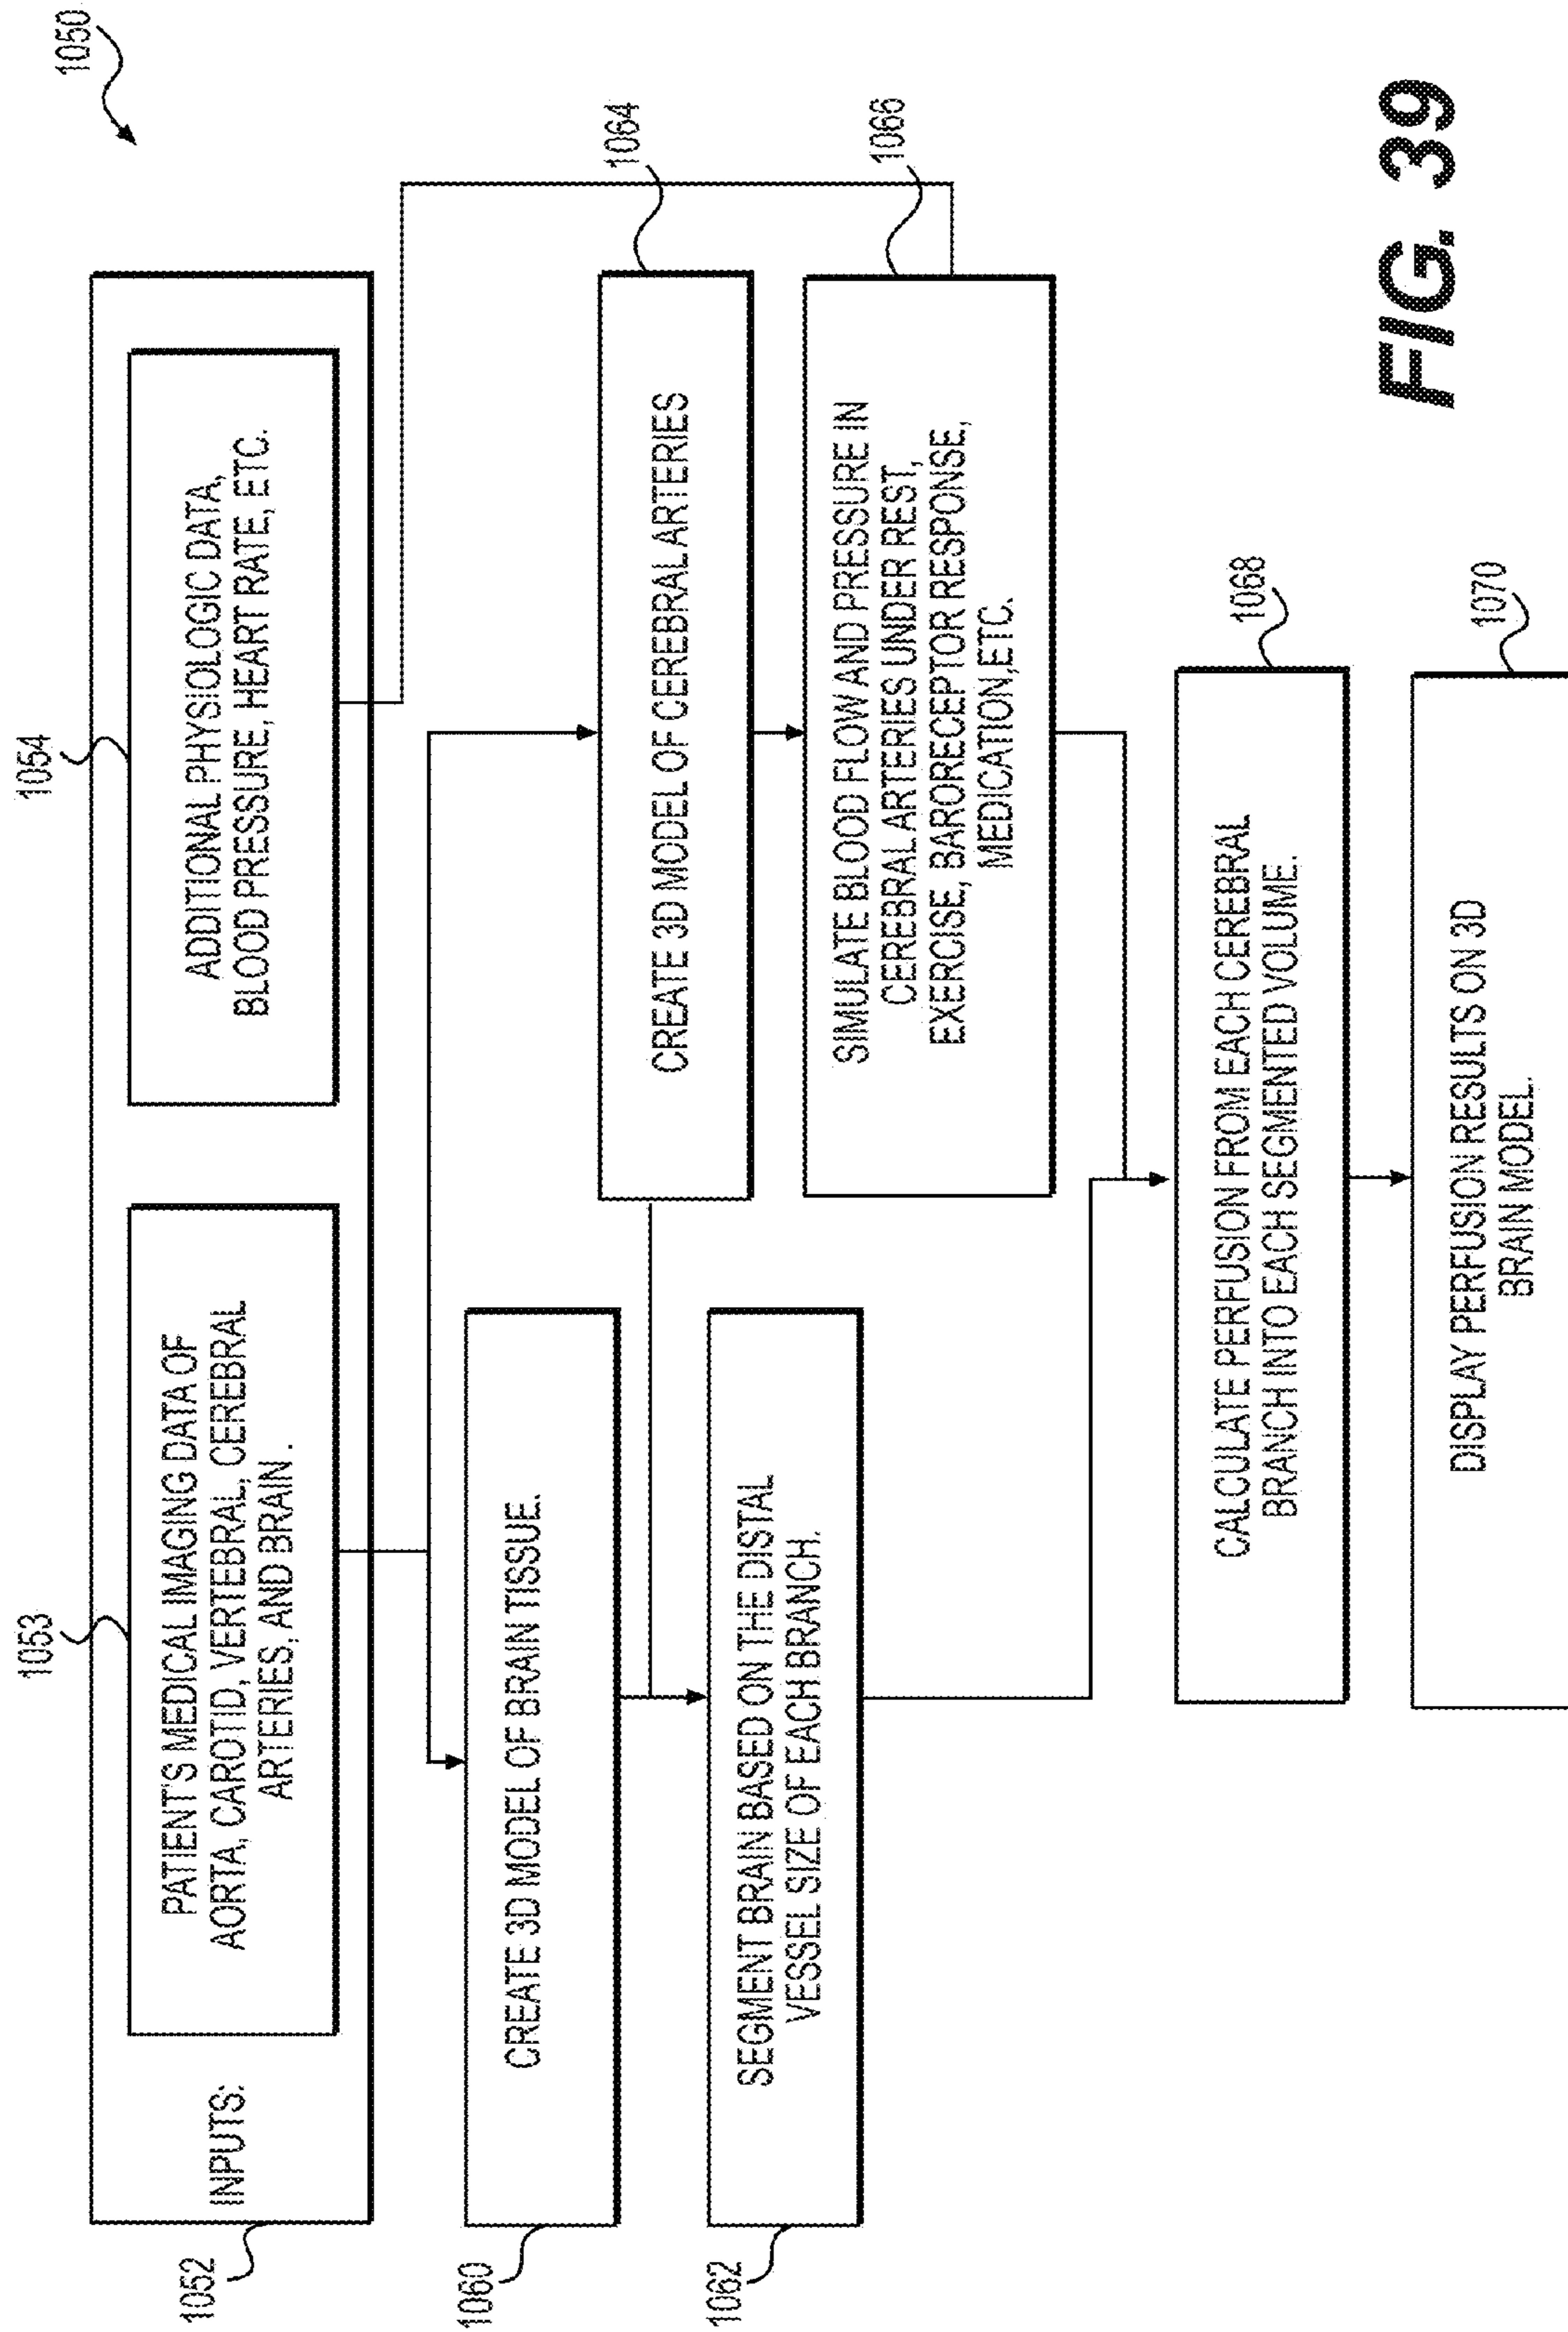 1050
1053
1054
1052
INPUTS:
PATIENT'S MEDICAL IMAGING DATA OF
AORTA, CAROTID, VERTEBRAL, CEREBRAL
ARTERIES, AND BRAIN.
ADDITIONAL PHYSIOLOGIC DATA,
BLOOD PRESSURE, HEART RATE, ETC.
1060
CREATE 3D MODEL OF BRAIN TISSUE.
1064
CREATE 3D MODEL OF CEREBRAL ARTERIES
1062
SEGMENT BRAIN BASED ON THE DISTAL
VESSEL SIZE OF EACH BRANCH.
1066
SIMULATE BLOOD FLOW AND PRESSURE IN
CEREBRAL ARTERIES UNDER REST,
EXERCISE, BARORECEPTOR RESPONSE,
MEDICATION,ETC.
1068
CALCULATE PERFUSION FROM EACH CEREBRAL
BRANCH INTO EACH SEGMENTED VOLUME.
1070
DISPLAY PERFUSION RESULTS ON 3D
BRAIN MODEL.
FIG. 39